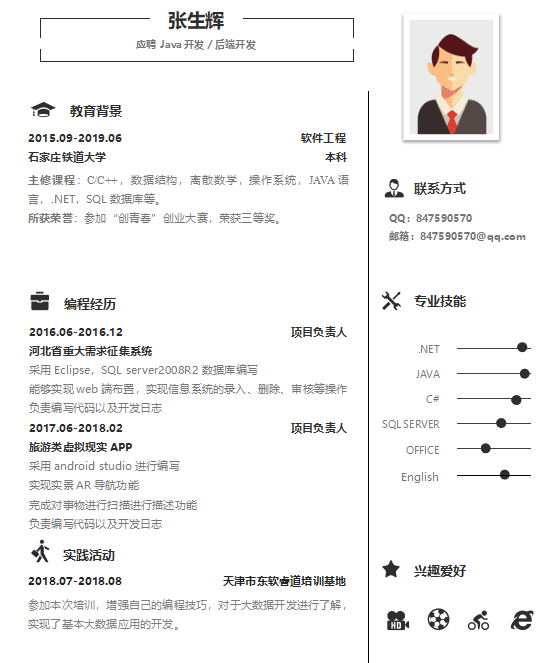 张生辉
应聘 Java 开发 / 后端开发
教育背景
2015.09-2019.06 软件工程
石家庄铁道大学 本科
主修课程：C/C++，数据结构，离散数学，操作系统，JAVA 语
言，.NET，SQL 数据库等。
所获荣誉：参加“创青春”创业大赛，荣获三等奖。
编程经历
2016.06-2016.12 项目负责人
河北省重大需求征集系统
采用 Eclipse，SQL server2008R2 数据库编写
能够实现 web 端布置，实现信息系统的录入、删除、审核等操作
负责编写代码以及开发日志
2017.06-2018.02 项目负责人
旅游类虚拟现实 APP
采用 android studio 进行编写
实现实景 AR 导航功能
完成对事物进行扫描进行描述功能
负责编写代码以及开发日志
实践活动
2018.07-2018.08 天津市东软睿道培训基地
参加本次培训，增强自己的编程技巧，对于大数据开发进行了解，
实现了基本大数据应用的开发。
联系方式
QQ：847590570
邮箱：847590570@qq.com
专业技能
.NET
JAVA
C#
SQL SERVER
OFFICE
English
兴趣爱好
HD